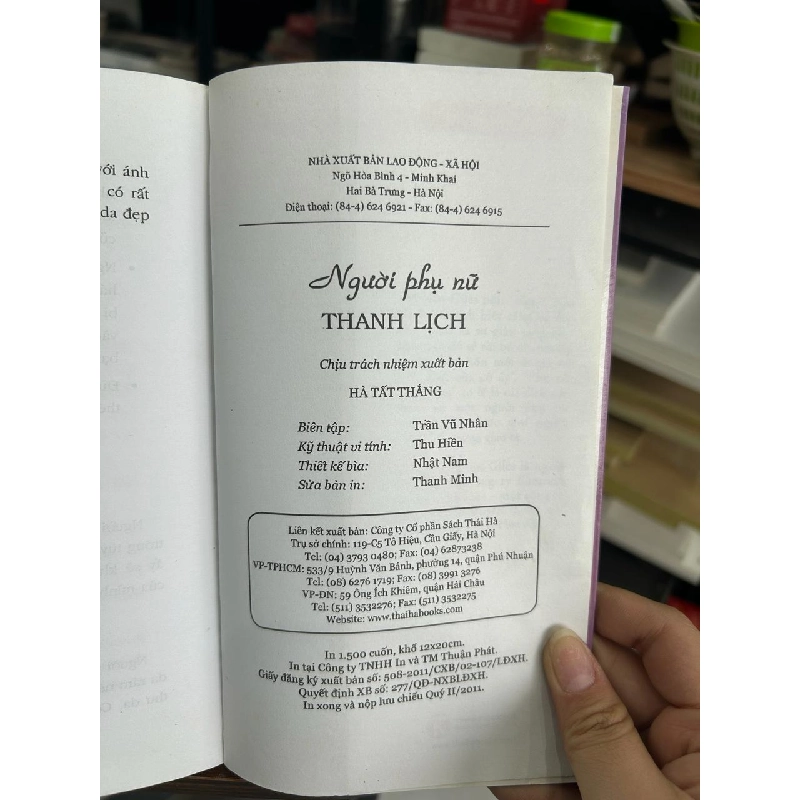 ới ánh
có rất
da đẹp
NHÀ XUẤT BẢN LAO ĐỘNG - XÃ HỘI
Ngõ Hòa Bình 4 - Minh Khai
Hai Bà Trưng - Hà Nội
Điện thoại: (84-4) 624 6921 - Fax: (84-4) 624 6915
Người phụ nữ
THANH LỊCH
Chịu trách nhiệm xuất bản
HÀ TẤT THẮNG
Biên tập: Trần Vũ Nhân
Kỹ thuật vi tính: Thu Hiền
Thiết kế bìa: Nhật Nam
Sửa bản in: Thanh Minh
Liên kết xuất bản: Công ty Cổ phần Sách Thái Hà
Trụ sở chính: 119-C5 Tô Hiệu, Cầu Giấy, Hà Nội
Tel: (04) 3793 0480; Fax: (04) 62873238
VP-TPHCM: 533/9 Huỳnh Văn Bánh, phường 14, quận Phú Nhuận
Tel: (08) 6276 1719; Fax: (08) 3991 3276
VP-ĐN: 59 Ông Ích Khiêm, quận Hải Châu
Tel: (511) 3532276; Fax: (511) 3532275
Website: www.thaihabooks.com
In 1.500 cuốn, khổ 12x20cm.
In tại Công ty TNHH In và TM Thuận Phát.
Giấy đăng ký xuất bản số: 508-2011/CXB/02-107/LĐXH.
Quyết định XB số: 277/QĐ-NXBLĐXH.
In xong và nộp lưu chiểu Quý II/2011.